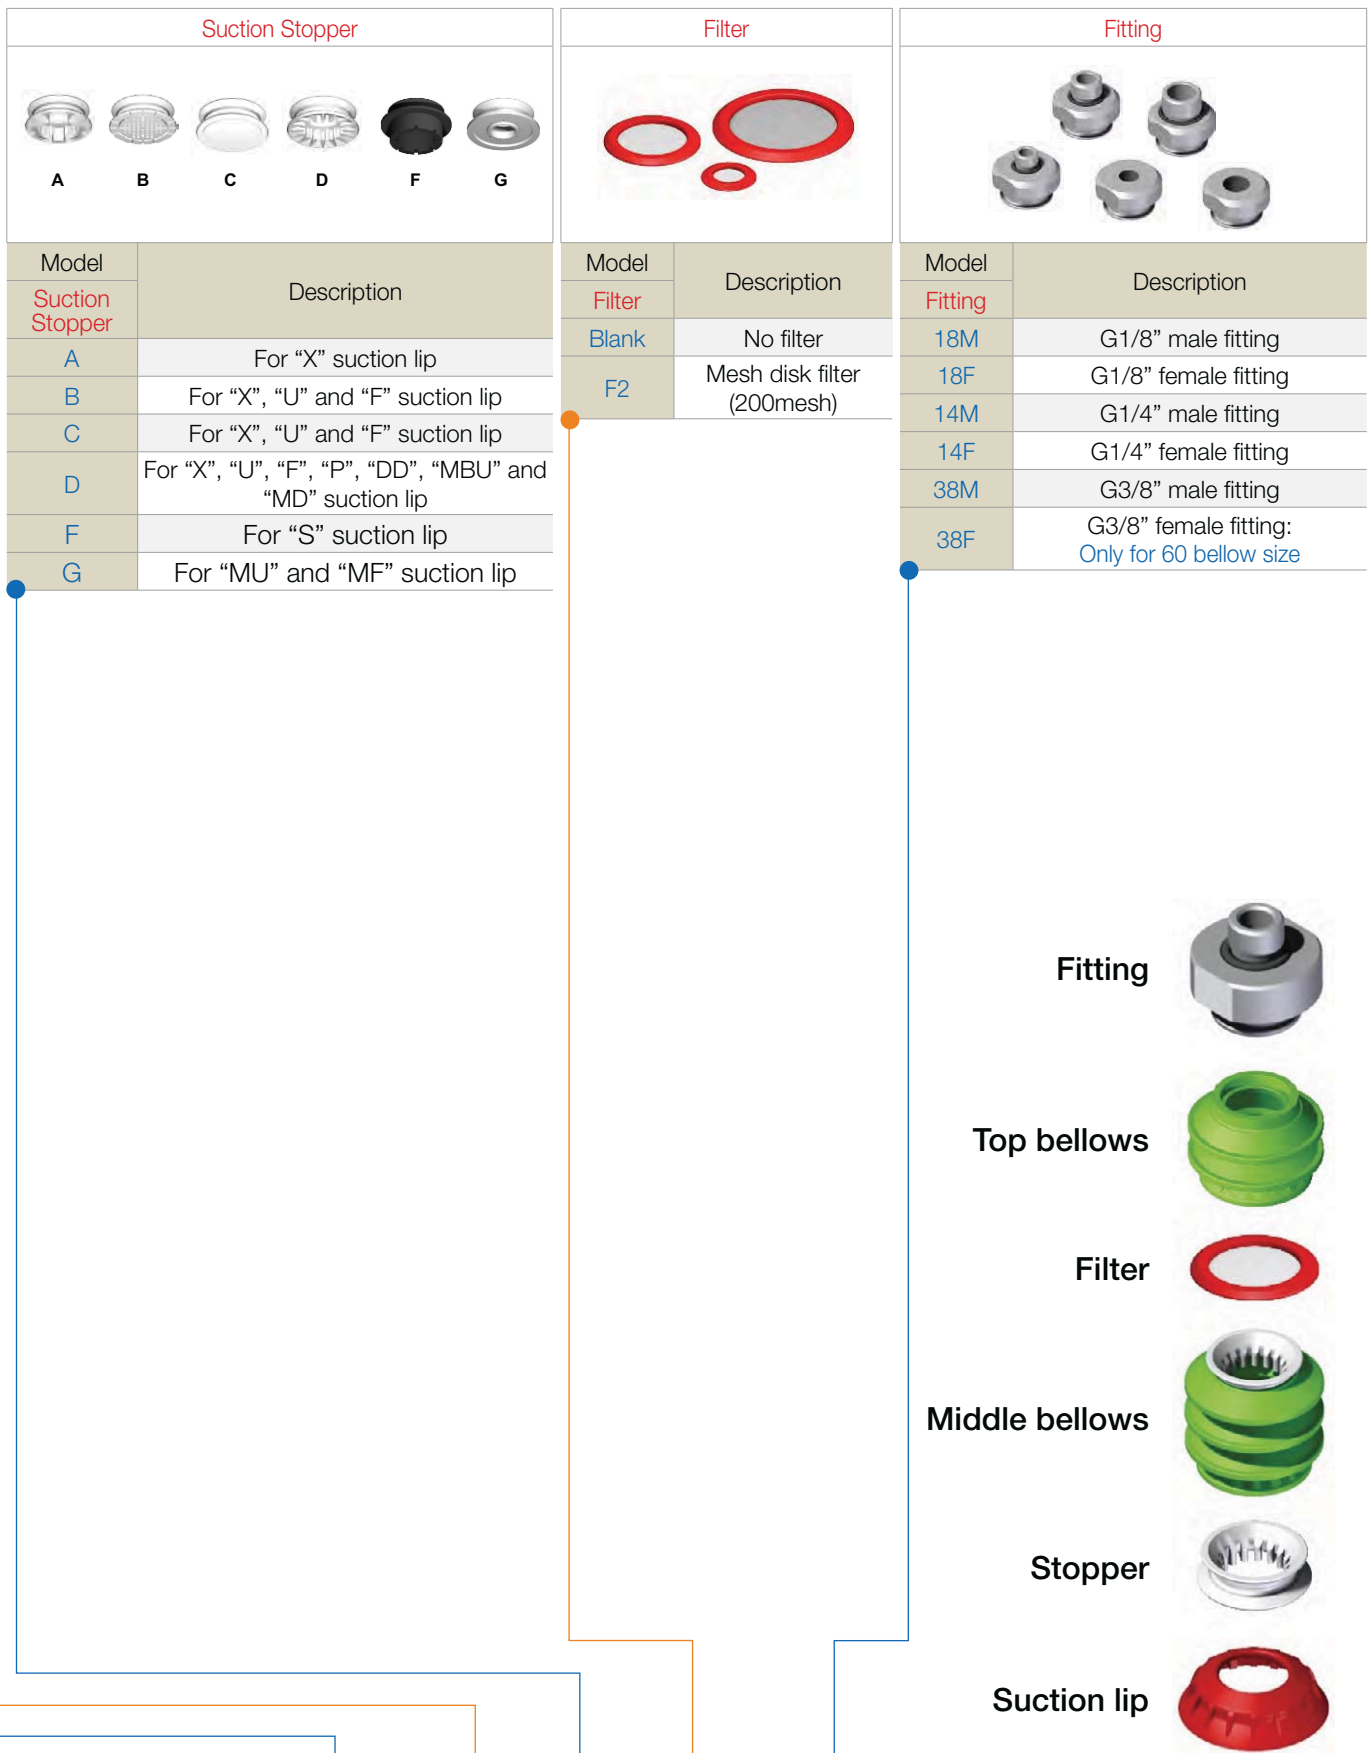 Suction Stopper
A B C D F G
Model
Suction
Stopper
Description
A For “X” suction lip
B For “X”, “U” and “F” suction lip
C For “X”, “U” and “F” suction lip
D For “X”, “U”, “F”, “P”, “DD”, “MBU” and
“MD” suction lip
F For “S” suction lip
G For “MU” and “MF” suction lip
Filter
Model
Filter
Description
Blank No filter
F2 Mesh disk filter
(200mesh)
Fitting
Model
Fitting
Description
18M G1/8” male fitting
18F G1/8” female fitting
14M G1/4” male fitting
14F G1/4” female fitting
38M G3/8” male fitting
38F G3/8” female fitting:
Only for 60 bellow size
Fitting
Top bellows
Filter
Middle bellows
Stopper
Suction lip